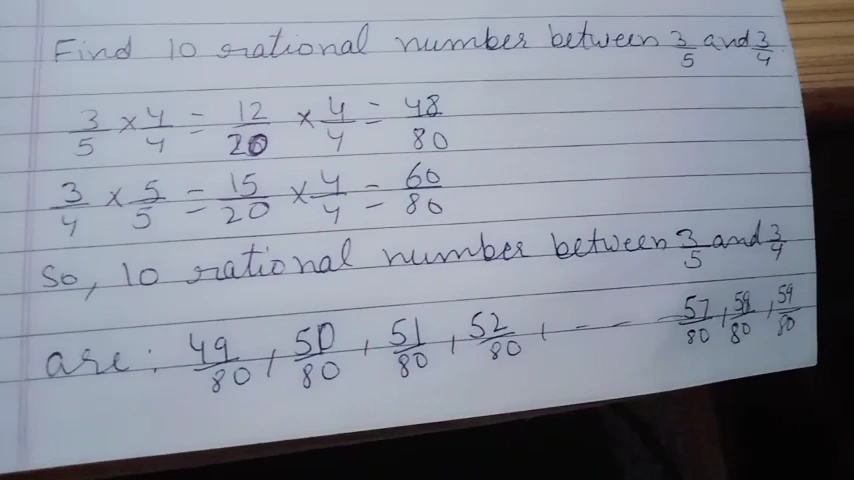 Find 10 rational number between 3/5 and 3/4.
3/5 × 4/4 = 12/20 × 4/4 = 48/80
3/4 × 5/5 = 15/20 × 4/4 = 60/80
So, 10 rational number between 3/5 and 3/4
are: 49/80, 50/80, 51/80, 52/80, - - - 57/80, 58/80, 59/80